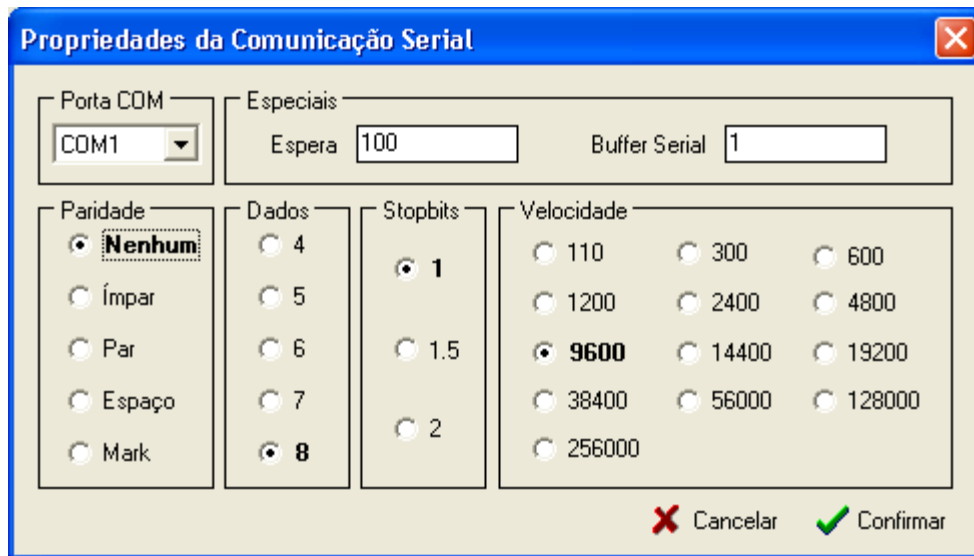 Propriedades da Comunicação Serial
Porta COM
COM1
Especiais
Espera 100
Buffer Serial 1
Paridade
Nenhum
Ímpar
Par
Espaço
Mark
Dados
4
5
6
7
8
Stopbits
1
1.5
2
Velocidade
110 300 600
1200 2400 4800
9600 14400 19200
38400 56000 128000
256000
Cancelar Confirmar